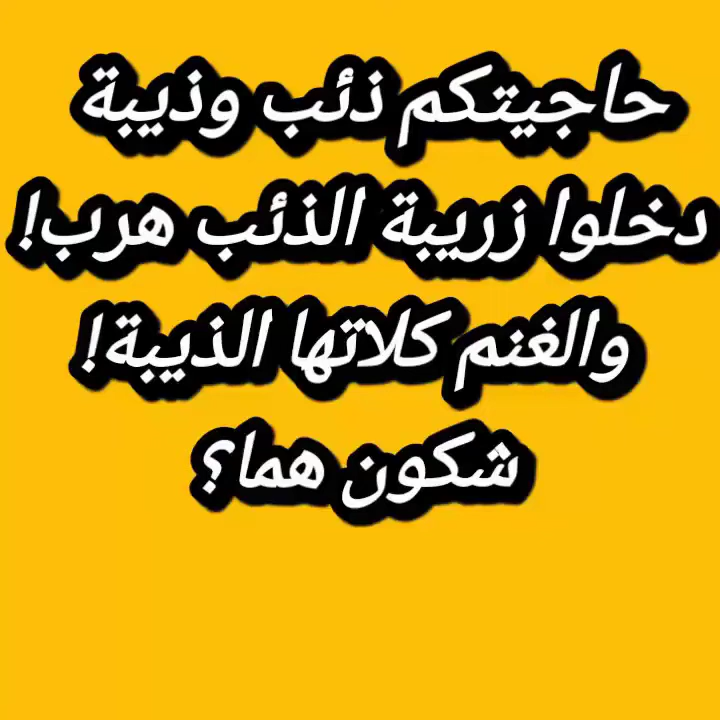 حاجيتكم ذئب وذيبة
دخلوا زريبة الذئب هرب!
والغنم كلاتها الذيبة!
شكون هما؟